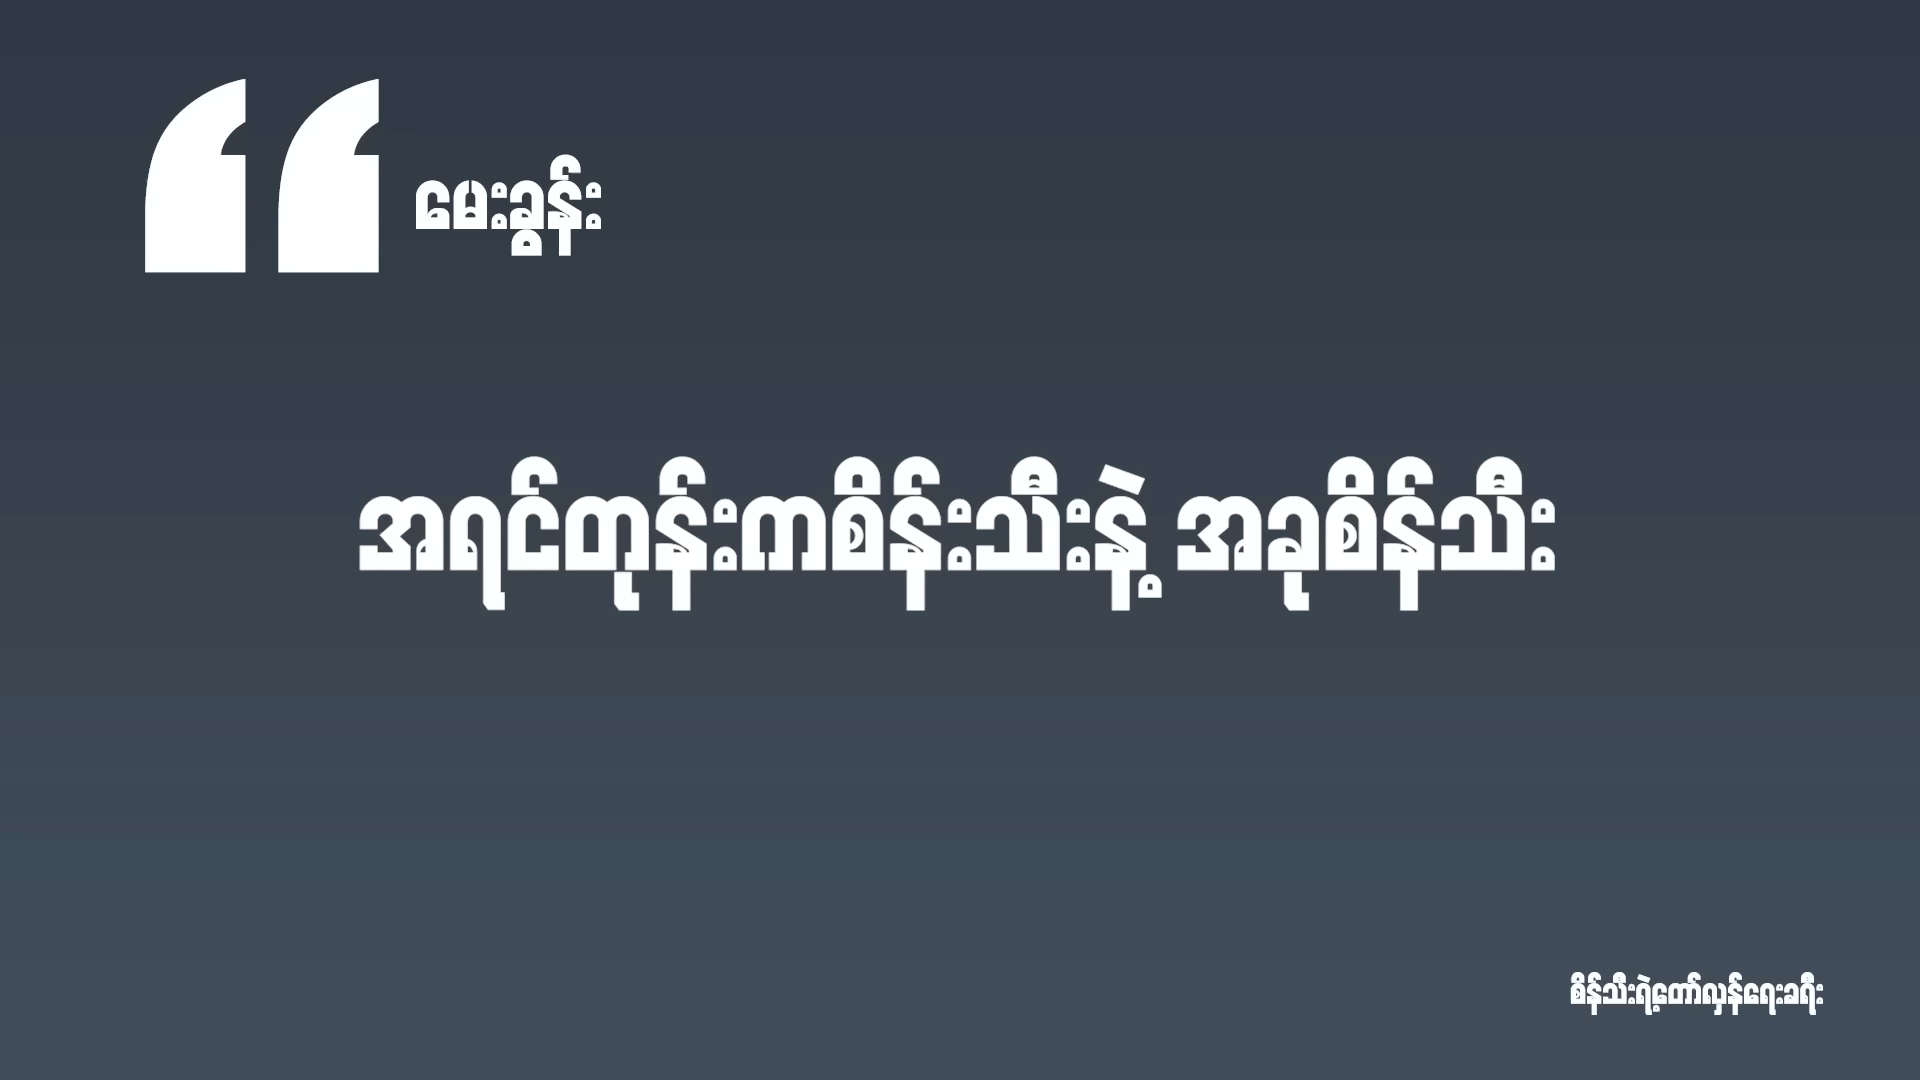 မေးခွန်း
အရင်တုန်းကစိန်းသီးနဲ့ အခုစိန်သီး
စိန်သီးရဲ့တော်လှန်ရေးခရီး